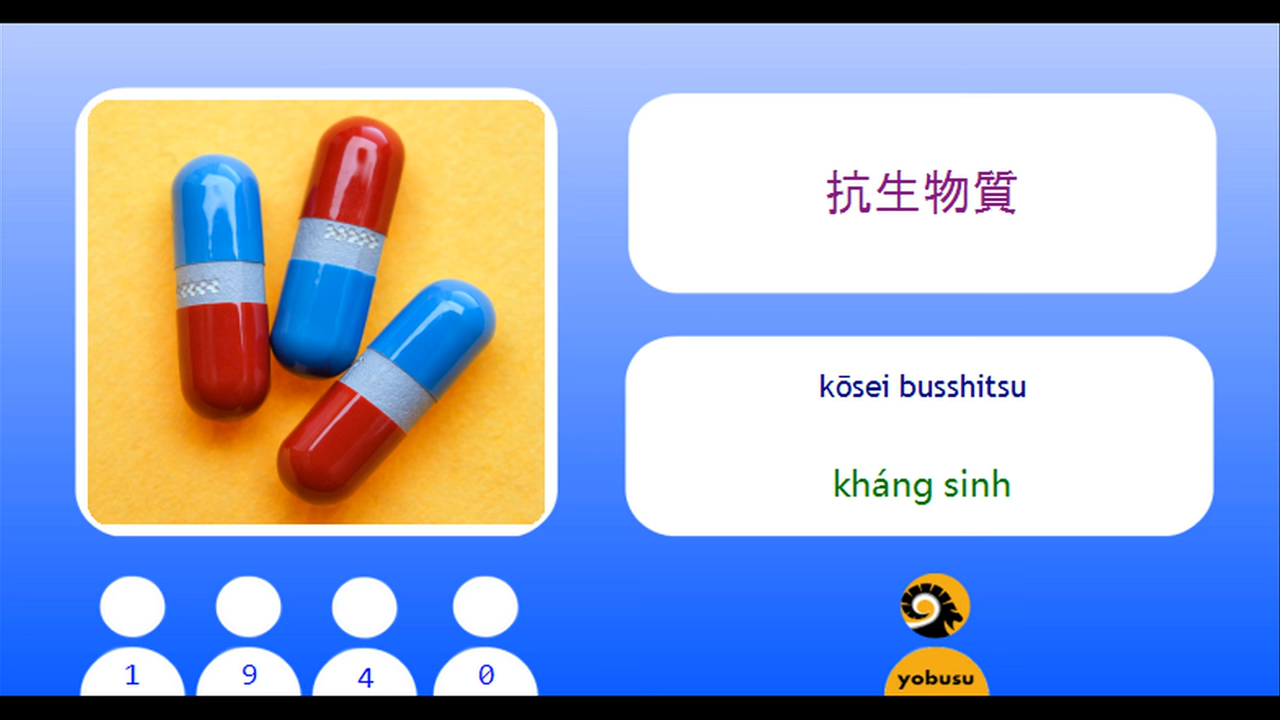 抗生物質
kōsei busshitsu
kháng sinh
1 9 4 0
yobusu